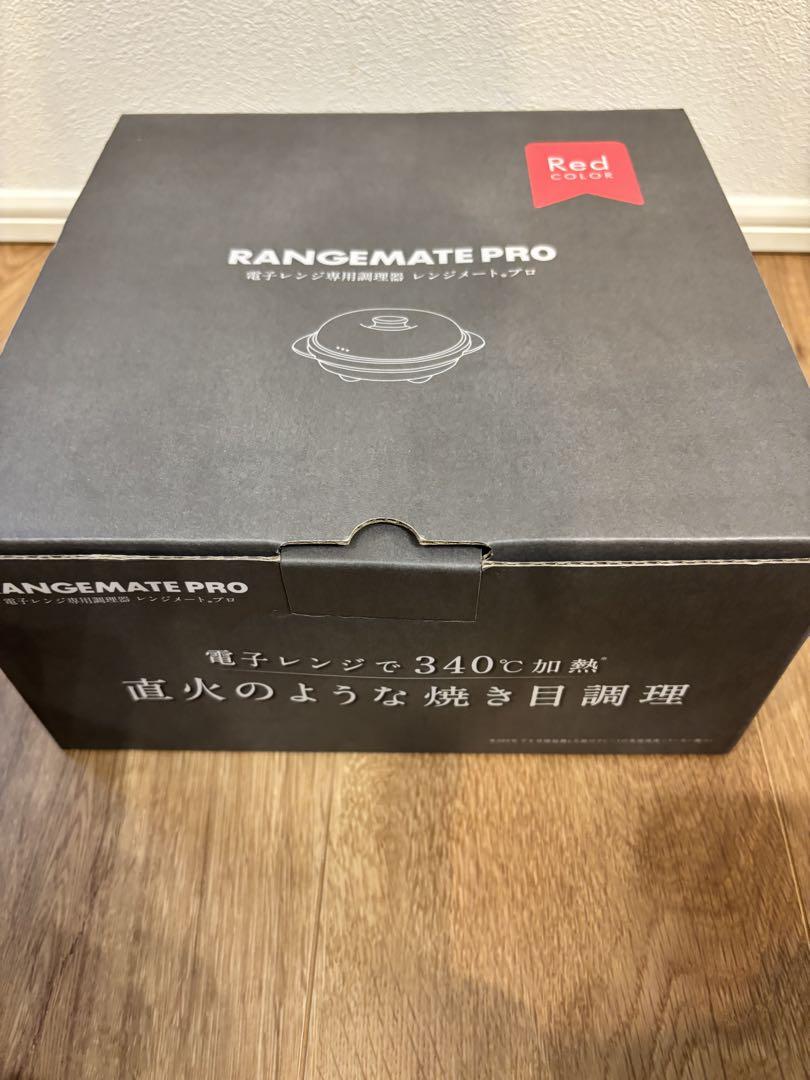 Red
COLOR
RANGEMATE PRO
電子レンジ専用調理器 レンジメート®プロ
ANGEMATE PRO
電子レンジ専用調理器 レンジメート®プロ
電子レンジで340℃加熱※
直火のような焼き目調理